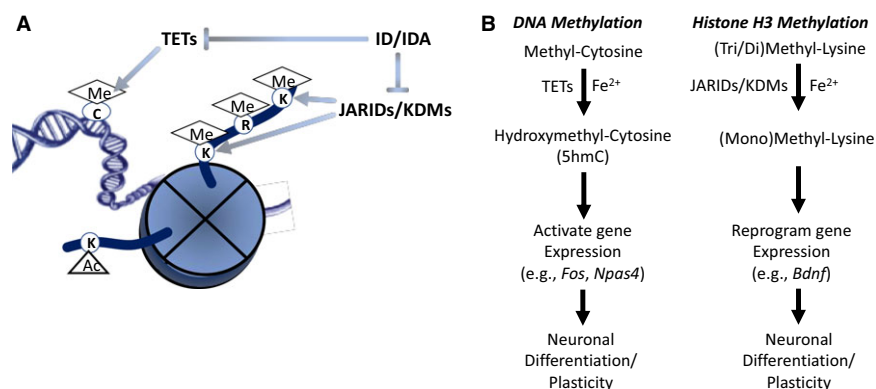 A
TETs
ID/IDA
Me
C
Me
Me
Me
K
R
K
JARIDs/KDMs
K
Ac
B
DNA Methylation
Methyl-Cytosine
TETs
Fe2+
Hydroxymethyl-Cytosine
(5hmC)
Activate gene
Expression
(e.g., Fos, Npas4)
Neuronal
Differentiation/
Plasticity
Histone H3 Methylation
(Tri/Di)Methyl-Lysine
JARIDs/KDMs
Fe2+
(Mono)Methyl-Lysine
Reprogram gene
Expression
(e.g., Bdnf)
Neuronal
Differentiation/
Plasticity